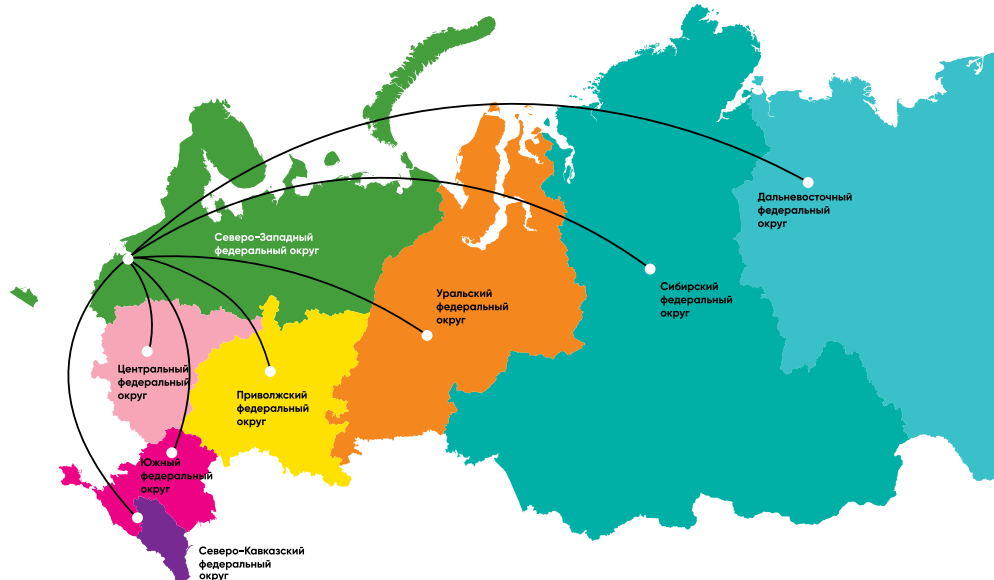 Северо-Западный
федеральный округ
Дальневосточный
федеральный
округ
Уральский
федеральный
округ
Сибирский
федеральный
округ
Центральный
федеральный
округ
Приволжский
федеральный
округ
Южный
федеральный
округ
Северо-Кавказский
федеральный
округ